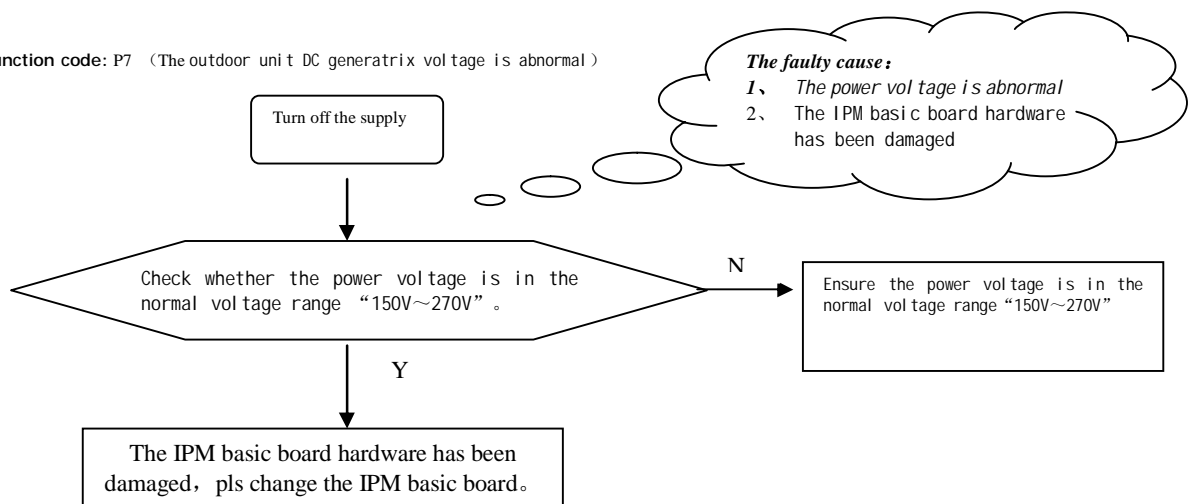 unction code: P7 （The outdoor unit DC generatrix voltage is abnormal）
The faulty cause：
1、 The power voltage is abnormal
2、 The IPM basic board hardware
has been damaged
Turn off the supply
Check whether the power voltage is in the
normal voltage range “150V～270V”。
N
Ensure the power voltage is in the
normal voltage range “150V～270V”
Y
The IPM basic board hardware has been
damaged，pls change the IPM basic board。